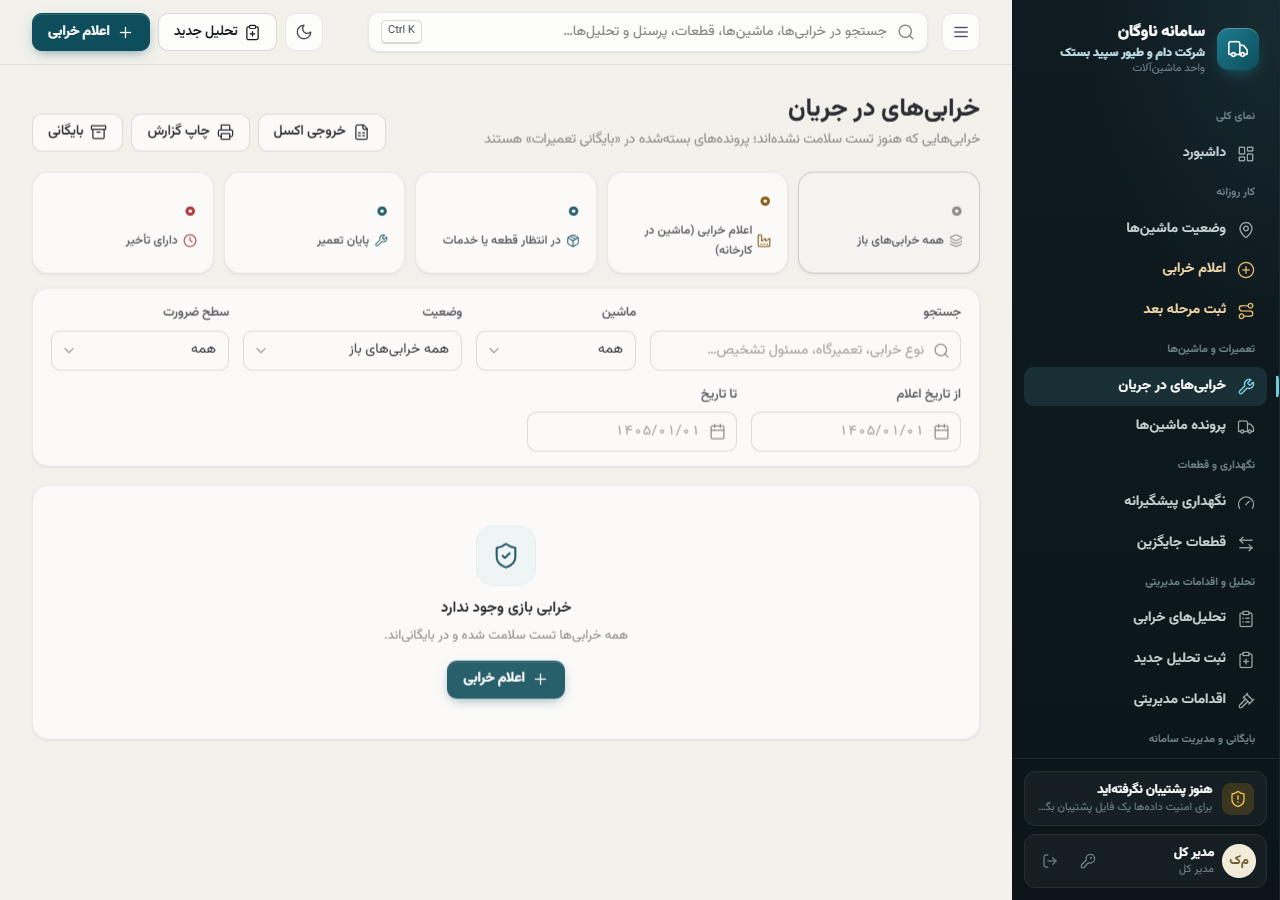 سامانه ناوگان
شرکت دام و طیور سپید بستک
واحد ماشین‌آلات
نمای کلی
داشبورد
کار روزانه
وضعیت ماشین‌ها
اعلام خرابی
ثبت مرحله بعد
تعمیرات و ماشین‌ها
خرابی‌های در جریان
پرونده ماشین‌ها
نگهداری و قطعات
نگهداری پیشگیرانه
قطعات جایگزین
تحلیل و اقدامات مدیریتی
تحلیل‌های خرابی
ثبت تحلیل جدید
اقدامات مدیریتی
بایگانی و مدیریت سامانه
هنوز پشتیبان نگرفته‌اید
برای امنیت داده‌ها یک فایل پشتیبان بگ...
م‌ک
مدیر کل
مدیر کل
جستجو در خرابی‌ها، ماشین‌ها، قطعات، پرسنل و تحلیل‌ها...
Ctrl K
تحلیل جدید
اعلام خرابی
خرابی‌های در جریان
خرابی‌هایی که هنوز تست سلامت نشده‌اند؛ پرونده‌های بسته‌شده در «بایگانی تعمیرات» هستند
خروجی اکسل
چاپ گزارش
بایگانی
۰
همه خرابی‌های باز
۰
اعلام خرابی (ماشین در
کارخانه)
۰
در انتظار قطعه یا خدمات
۰
پایان تعمیر
۰
دارای تأخیر
جستجو
نوع خرابی، تعمیرگاه، مسئول تشخیص...
ماشین
همه
وضعیت
همه خرابی‌های باز
سطح ضرورت
همه
از تاریخ اعلام
۱۴۰۵/۰۱/۰۱
تا تاریخ
۱۴۰۵/۰۱/۰۱
خرابی بازی وجود ندارد
همه خرابی‌ها تست سلامت شده و در بایگانی‌اند.
اعلام خرابی